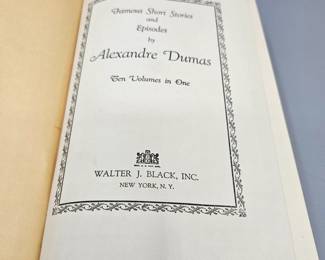 Famous Short Stories
and
Episodes
by
Alexandre Dumas
Ten Volumes in One
WALTER J. BLACK, INC.
NEW YORK, N. Y.